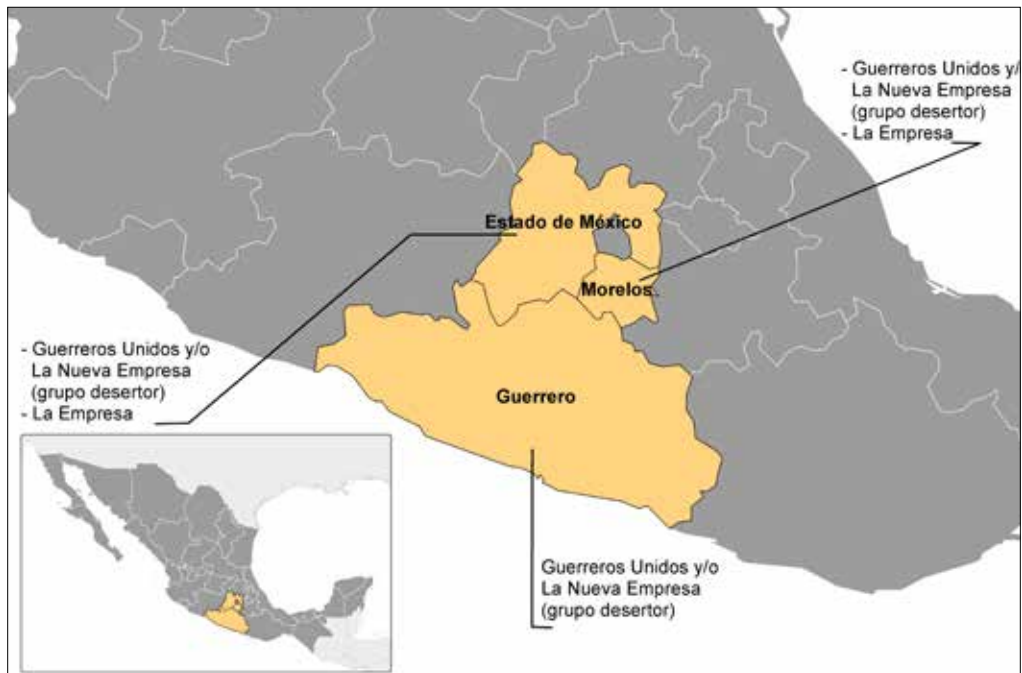 - Guerreros Unidos y/o
La Nueva Empresa
(grupo desertor)
- La Empresa
Estado de México
Morelos
- Guerreros Unidos y/o
La Nueva Empresa
(grupo desertor)
- La Empresa
Guerrero
Guerreros Unidos y/o
La Nueva Empresa
(grupo desertor)